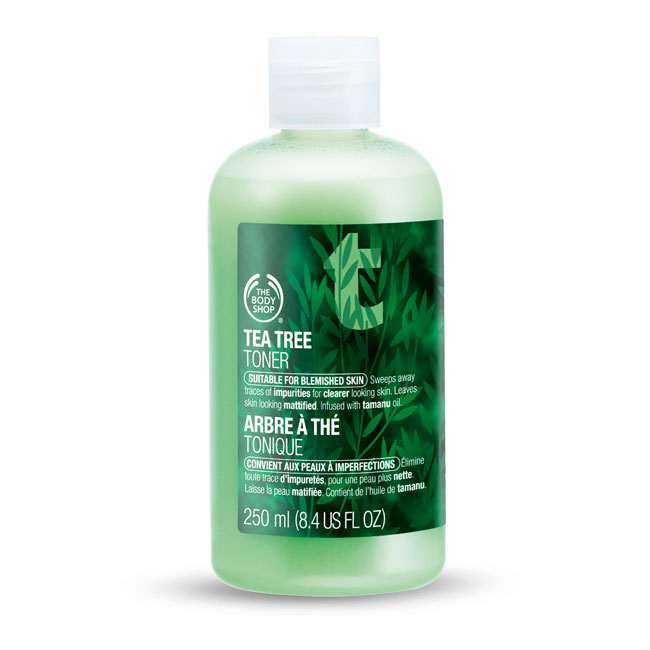 t
THE
BODY
SHOP
®
TEA TREE
TONER
SUITABLE FOR BLEMISHED SKIN Sweeps away
traces of impurities for clearer looking skin. Leaves
skin looking mattified. Infused with tamanu oil.
ARBRE À THÉ
TONIQUE
CONVIENT AUX PEAUX À IMPERFECTIONS Élimine
toute trace d'impuretés, pour une peau plus nette.
Laisse la peau matifiée. Contient de l'huile de tamanu.
250 ml (8.4 US FL OZ)